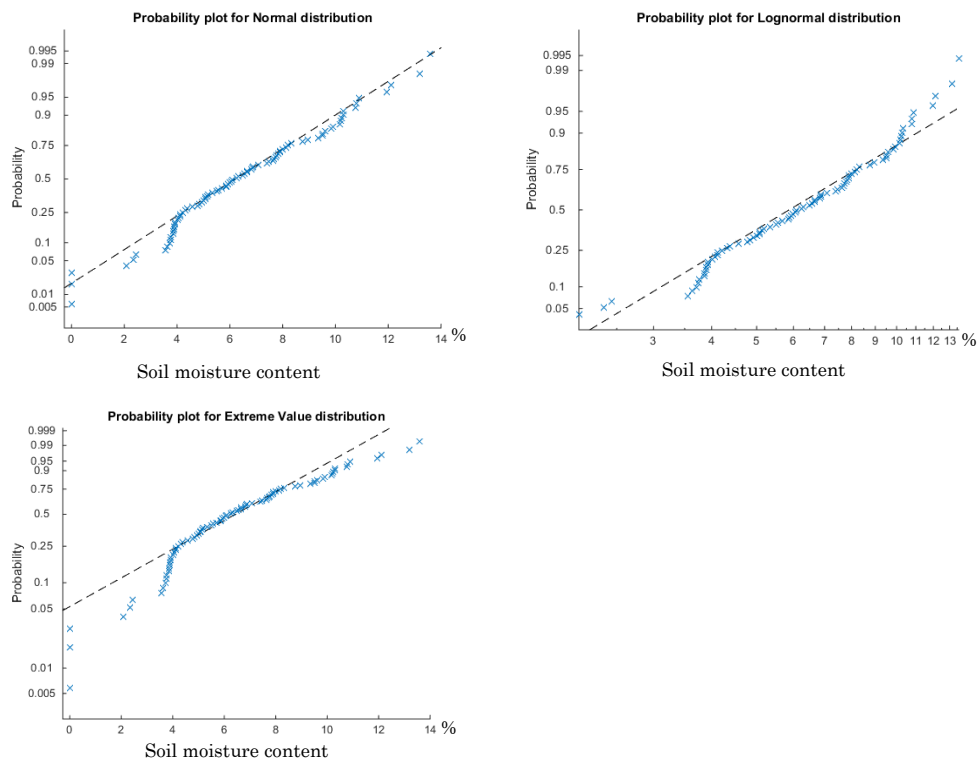 Probability plot for Normal distribution
0.995
0.99
0.95
0.9
0.75
0.5
0.25
0.1
0.05
0.01
0.005
Probability
0 2 4 6 8 10 12 14 %
Soil moisture content
Probability plot for Lognormal distribution
0.995
0.99
0.95
0.9
0.75
0.5
0.25
0.1
0.05
Probability
3 4 5 6 7 8 9 10 11 12 13 %
Soil moisture content
Probability plot for Extreme Value distribution
0.999
0.99
0.95
0.9
0.75
0.5
0.25
0.1
0.05
0.01
0.005
Probability
0 2 4 6 8 10 12 14 %
Soil moisture content